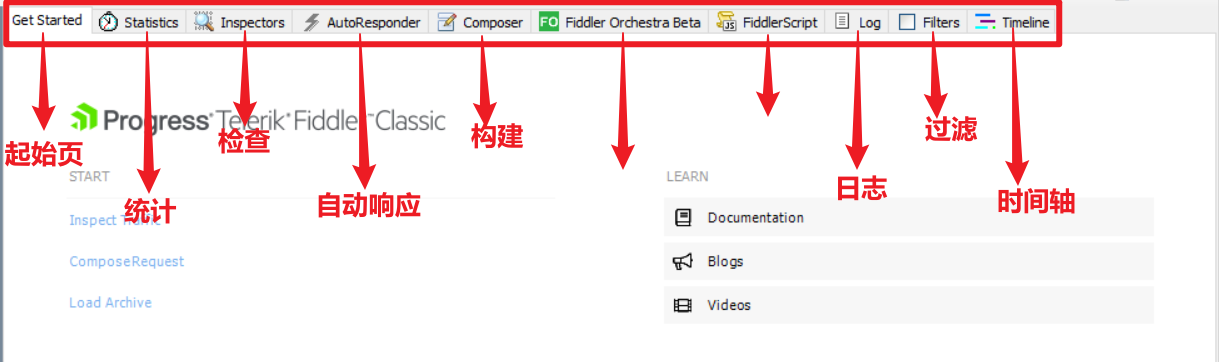 Get Started Statistics Inspectors AutoResponder Composer FO Fiddler Orchestra Beta FiddlerScript Log Filters Timeline
Progress Telerik Fiddler Classic
起始页 检查 构建 过滤
START LEARN
统计 自动响应 日志 时间轴
Inspect Traffic Documentation
ComposeRequest Blogs
Load Archive Videos